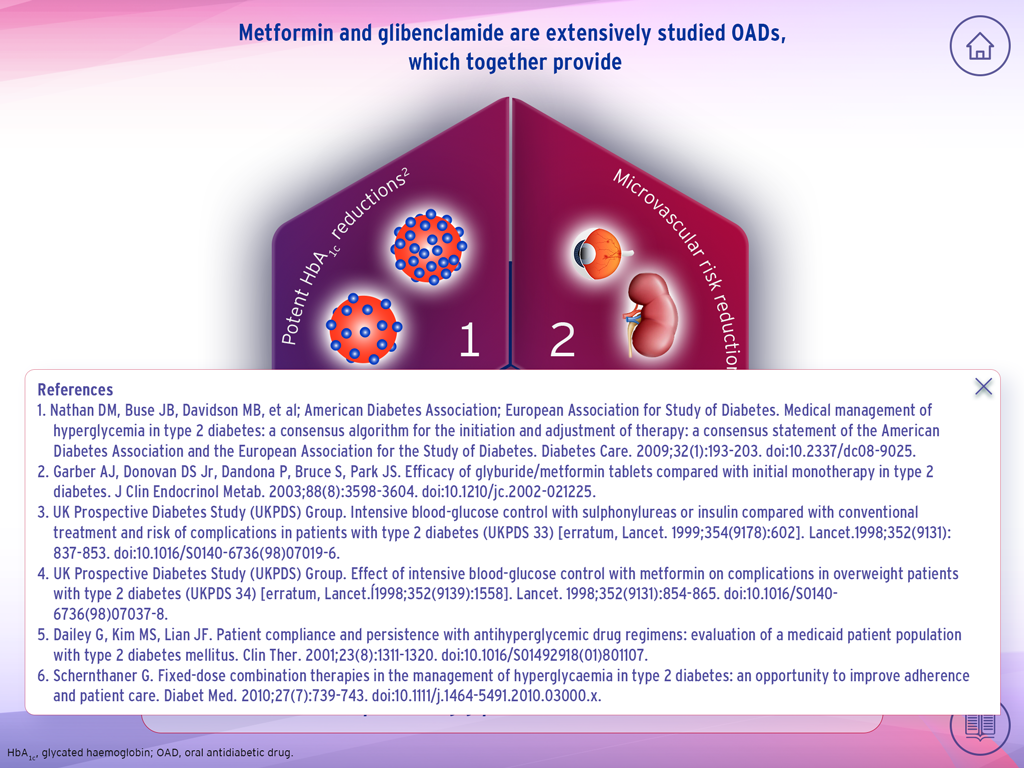 Metformin and glibenclamide are extensively studied OADs,
which together provide
Potent HbA1c reductions2
Microvascular risk reduction
1
2
References
1. Nathan DM, Buse JB, Davidson MB, et al; American Diabetes Association; European Association for Study of Diabetes. Medical management of
hyperglycemia in type 2 diabetes: a consensus algorithm for the initiation and adjustment of therapy: a consensus statement of the American
Diabetes Association and the European Association for the Study of Diabetes. Diabetes Care. 2009;32(1):193-203. doi:10.2337/dc08-9025.
2. Garber AJ, Donovan DS Jr, Dandona P, Bruce S, Park JS. Efficacy of glyburide/metformin tablets compared with initial monotherapy in type 2
diabetes. J Clin Endocrinol Metab. 2003;88(8):3598-3604. doi:10.1210/jc.2002-021225.
3. UK Prospective Diabetes Study (UKPDS) Group. Intensive blood-glucose control with sulphonylureas or insulin compared with conventional
treatment and risk of complications in patients with type 2 diabetes (UKPDS 33) [erratum, Lancet. 1999;354(9178):602]. Lancet.1998;352(9131):
837-853. doi:10.1016/S0140-6736(98)07019-6.
4. UK Prospective Diabetes Study (UKPDS) Group. Effect of intensive blood-glucose control with metformin on complications in overweight patients
with type 2 diabetes (UKPDS 34) [erratum, Lancet.Í1998;352(9139):1558]. Lancet. 1998;352(9131):854-865. doi:10.1016/S0140-
6736(98)07037-8.
5. Dailey G, Kim MS, Lian JF. Patient compliance and persistence with antihyperglycemic drug regimens: evaluation of a medicaid patient population
with type 2 diabetes mellitus. Clin Ther. 2001;23(8):1311-1320. doi:10.1016/S01492918(01)801107.
6. Schernthaner G. Fixed-dose combination therapies in the management of hyperglycaemia in type 2 diabetes: an opportunity to improve adherence
and patient care. Diabet Med. 2010;27(7):739-743. doi:10.1111/j.1464-5491.2010.03000.x.
HbA1c, glycated haemoglobin; OAD, oral antidiabetic drug.